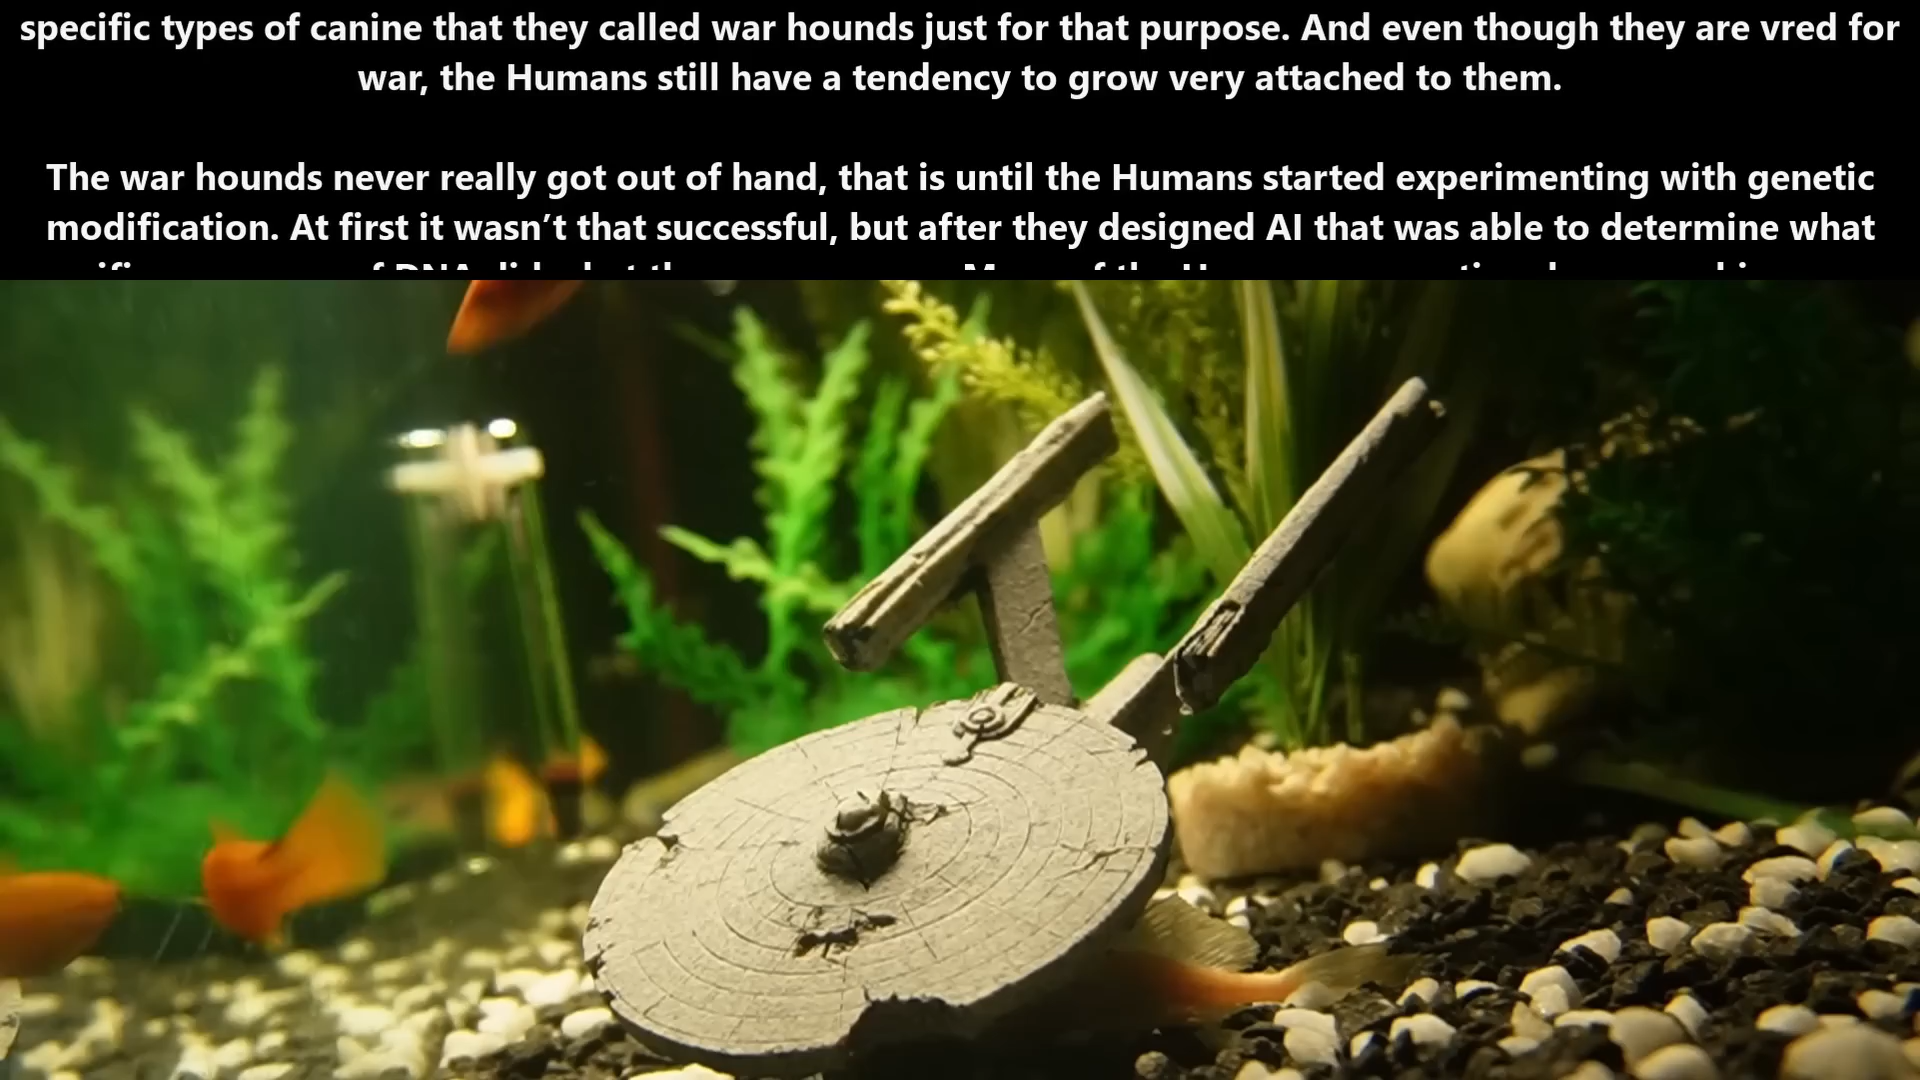 specific types of canine that they called war hounds just for that purpose. And even though they are vred for
war, the Humans still have a tendency to grow very attached to them.
The war hounds never really got out of hand, that is until the Humans started experimenting with genetic
modification. At first it wasn’t that successful, but after they designed AI that was able to determine what